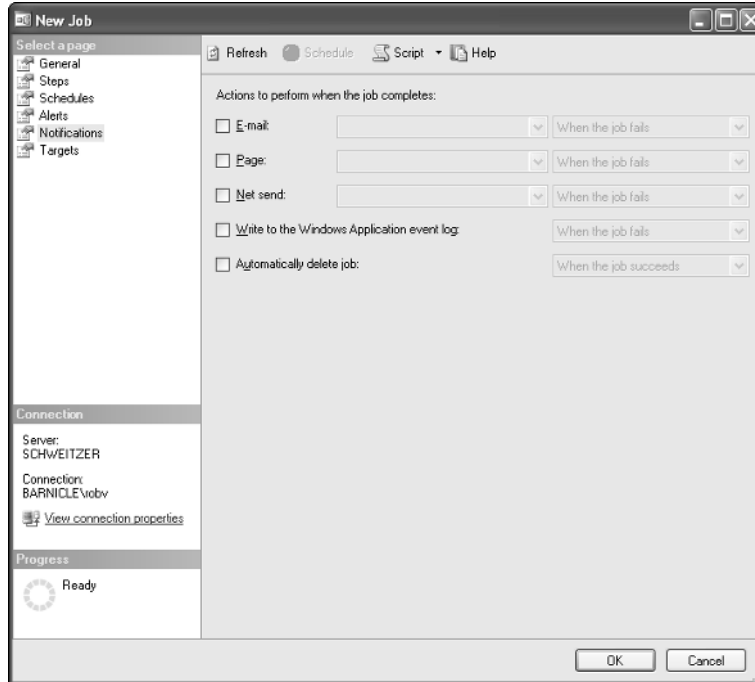 New Job
Select a page
General
Steps
Schedules
Alerts
Notifications
Targets
Refresh Schedule Script Help
Actions to perform when the job completes:
E-mail: When the job fails
Page: When the job fails
Net send: When the job fails
Write to the Windows Application event log: When the job fails
Automatically delete job: When the job succeeds
Connection
Server:
SCHWEITZER
Connection:
BARNICLE\robv
View connection properties
Progress
Ready
OK Cancel